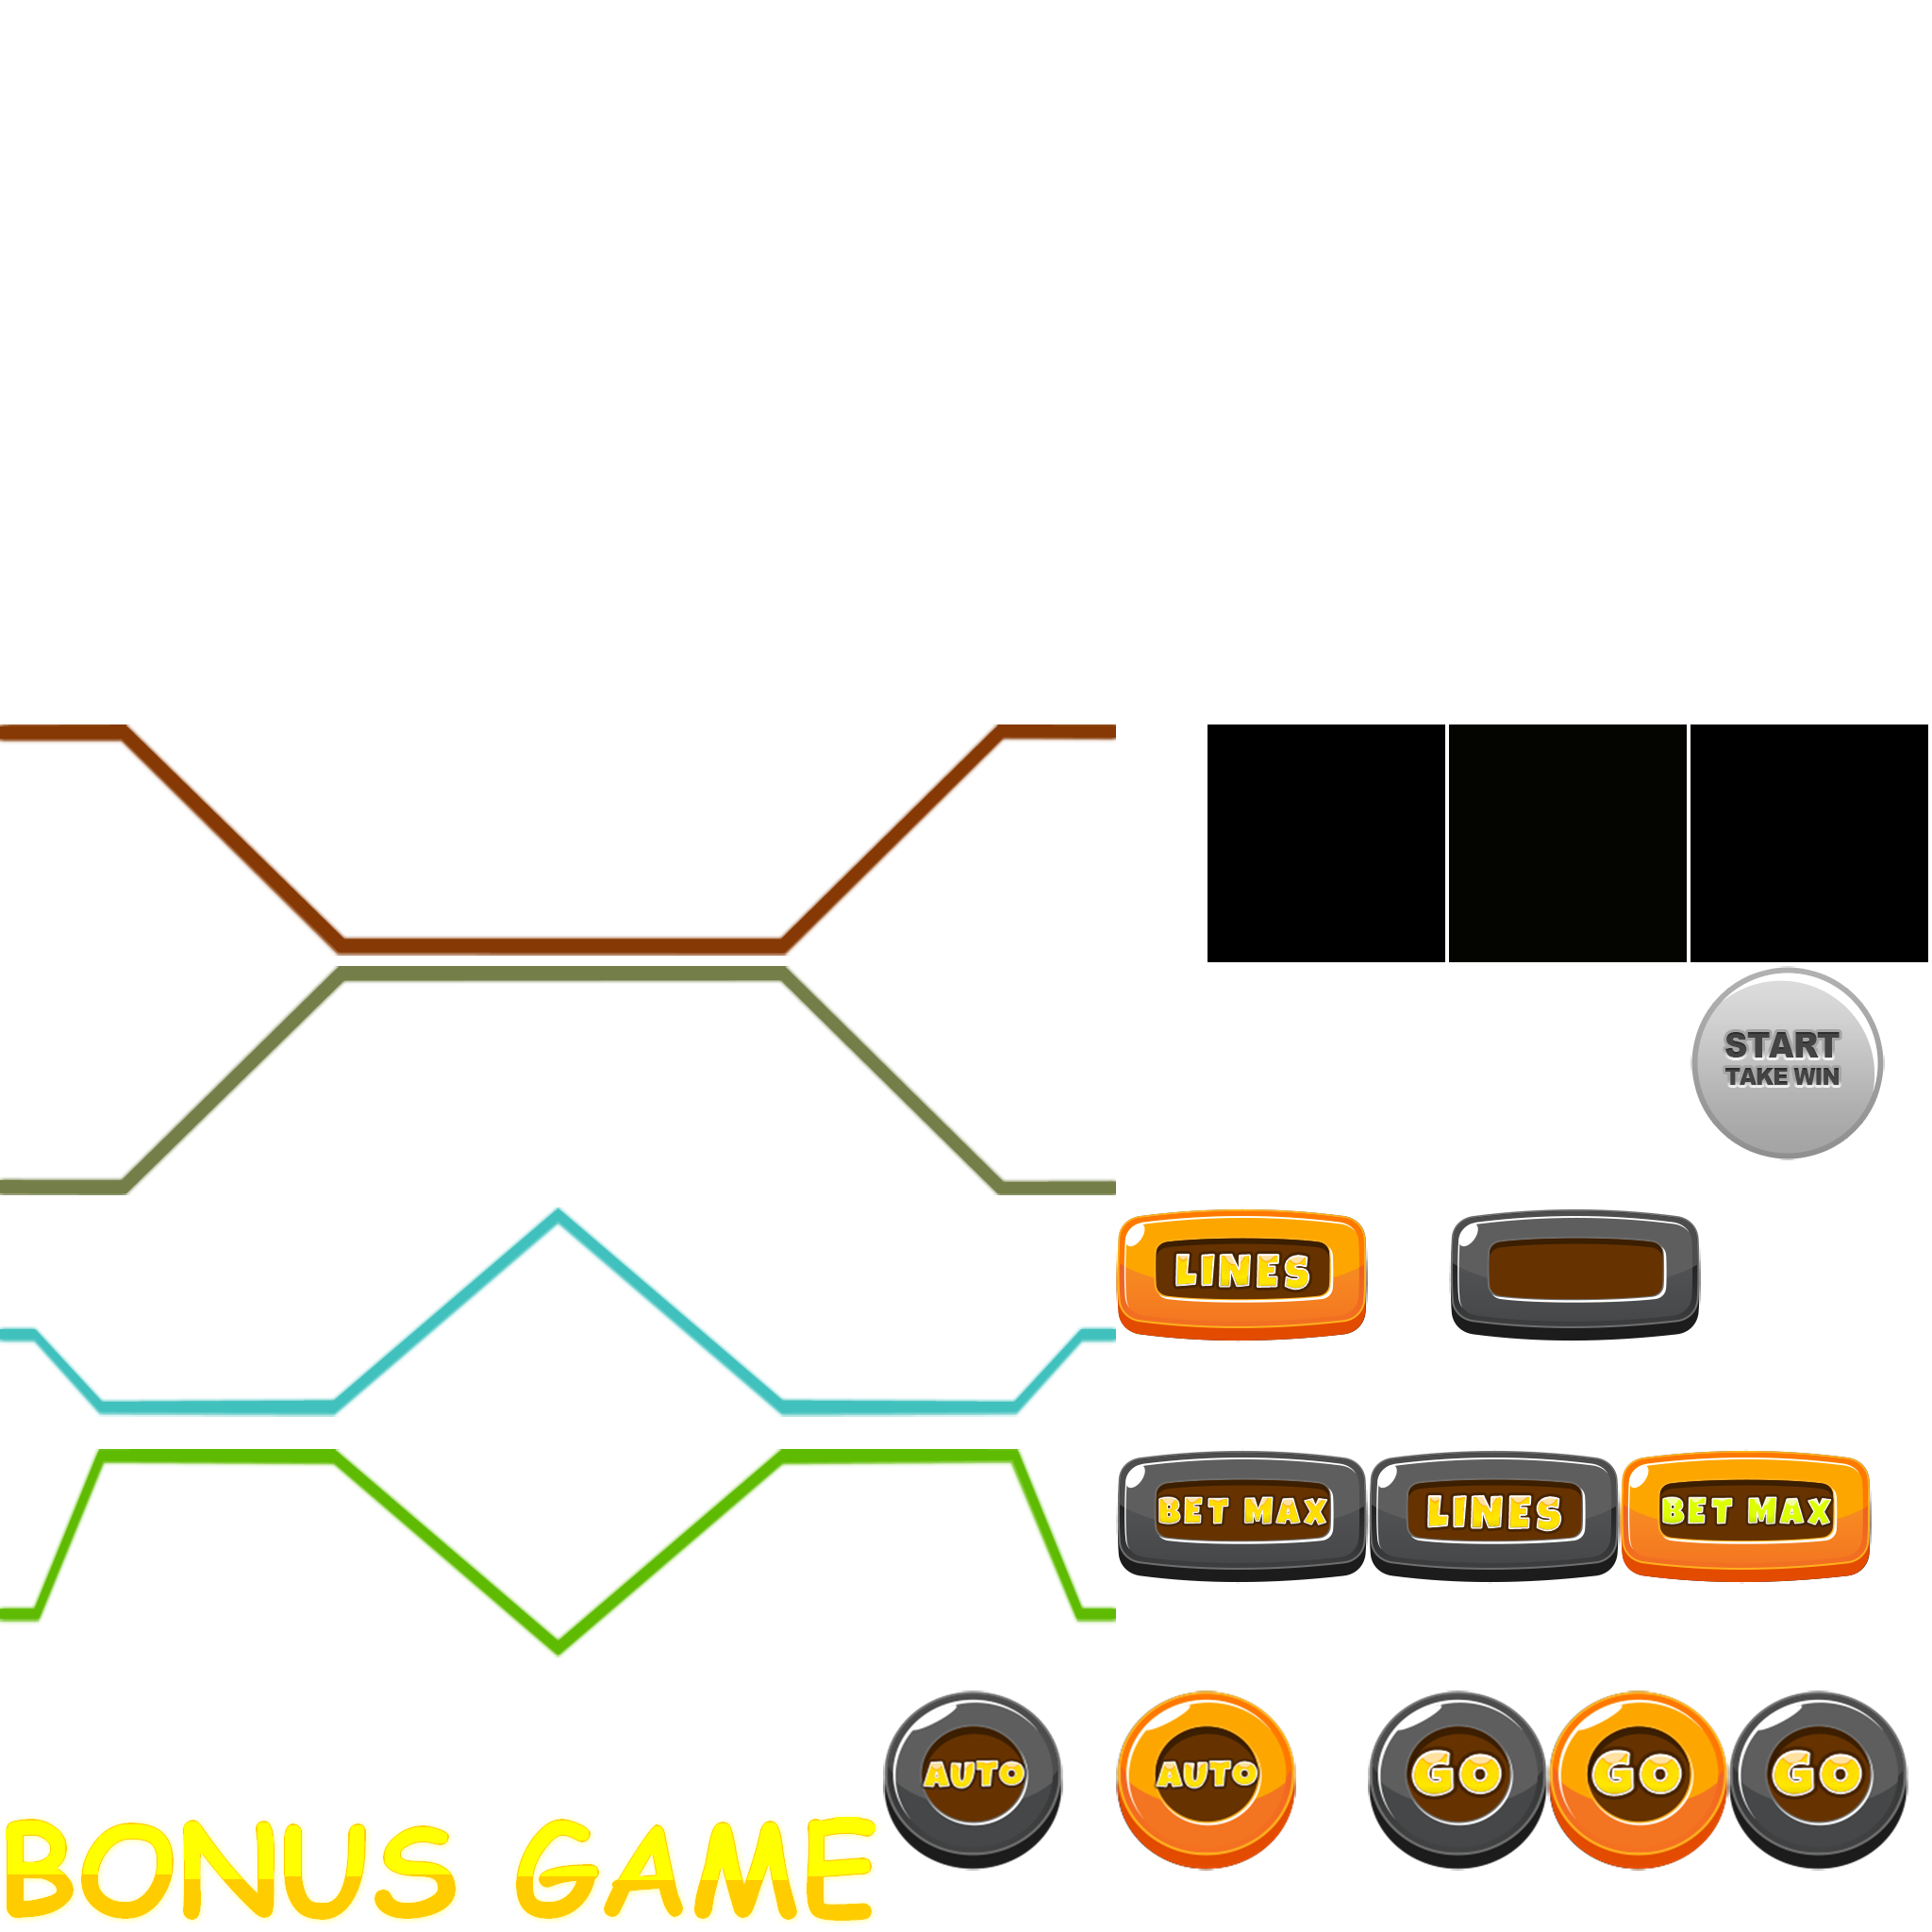 START
TAKE WIN
LINES
BET MAX
LINES
BET MAX
AUTO
AUTO
GO
GO
GO
BONUS GAME